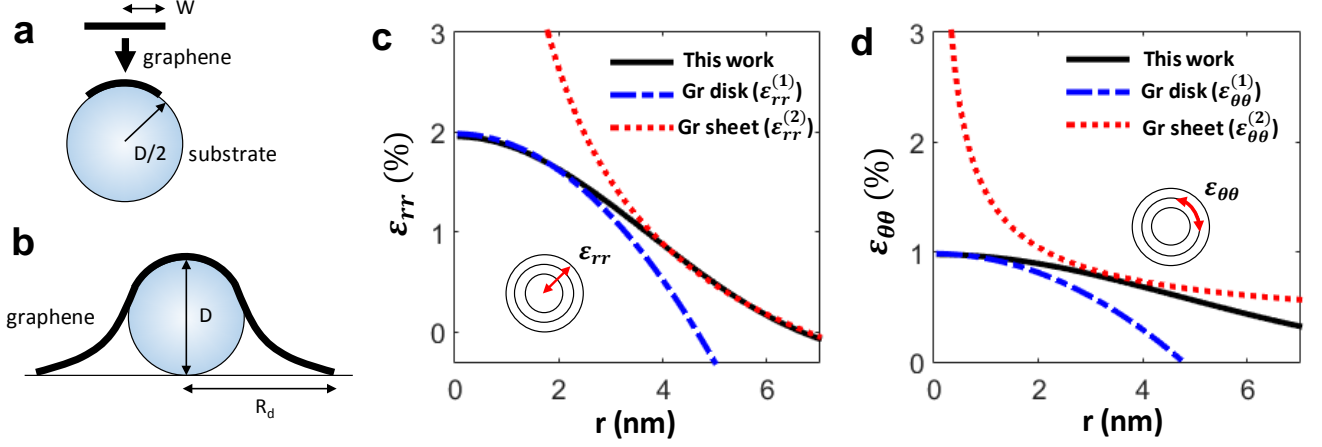 a
W
graphene
D/2
substrate
b
graphene
D
R_d
c
3
2
1
0
ε_rr (%)
This work
Gr disk (ε_rr^(1))
Gr sheet (ε_rr^(2))
ε_rr
0 2 4 6
r (nm)
d
3
2
1
0
ε_θθ (%)
This work
Gr disk (ε_θθ^(1))
Gr sheet (ε_θθ^(2))
ε_θθ
0 2 4 6
r (nm)